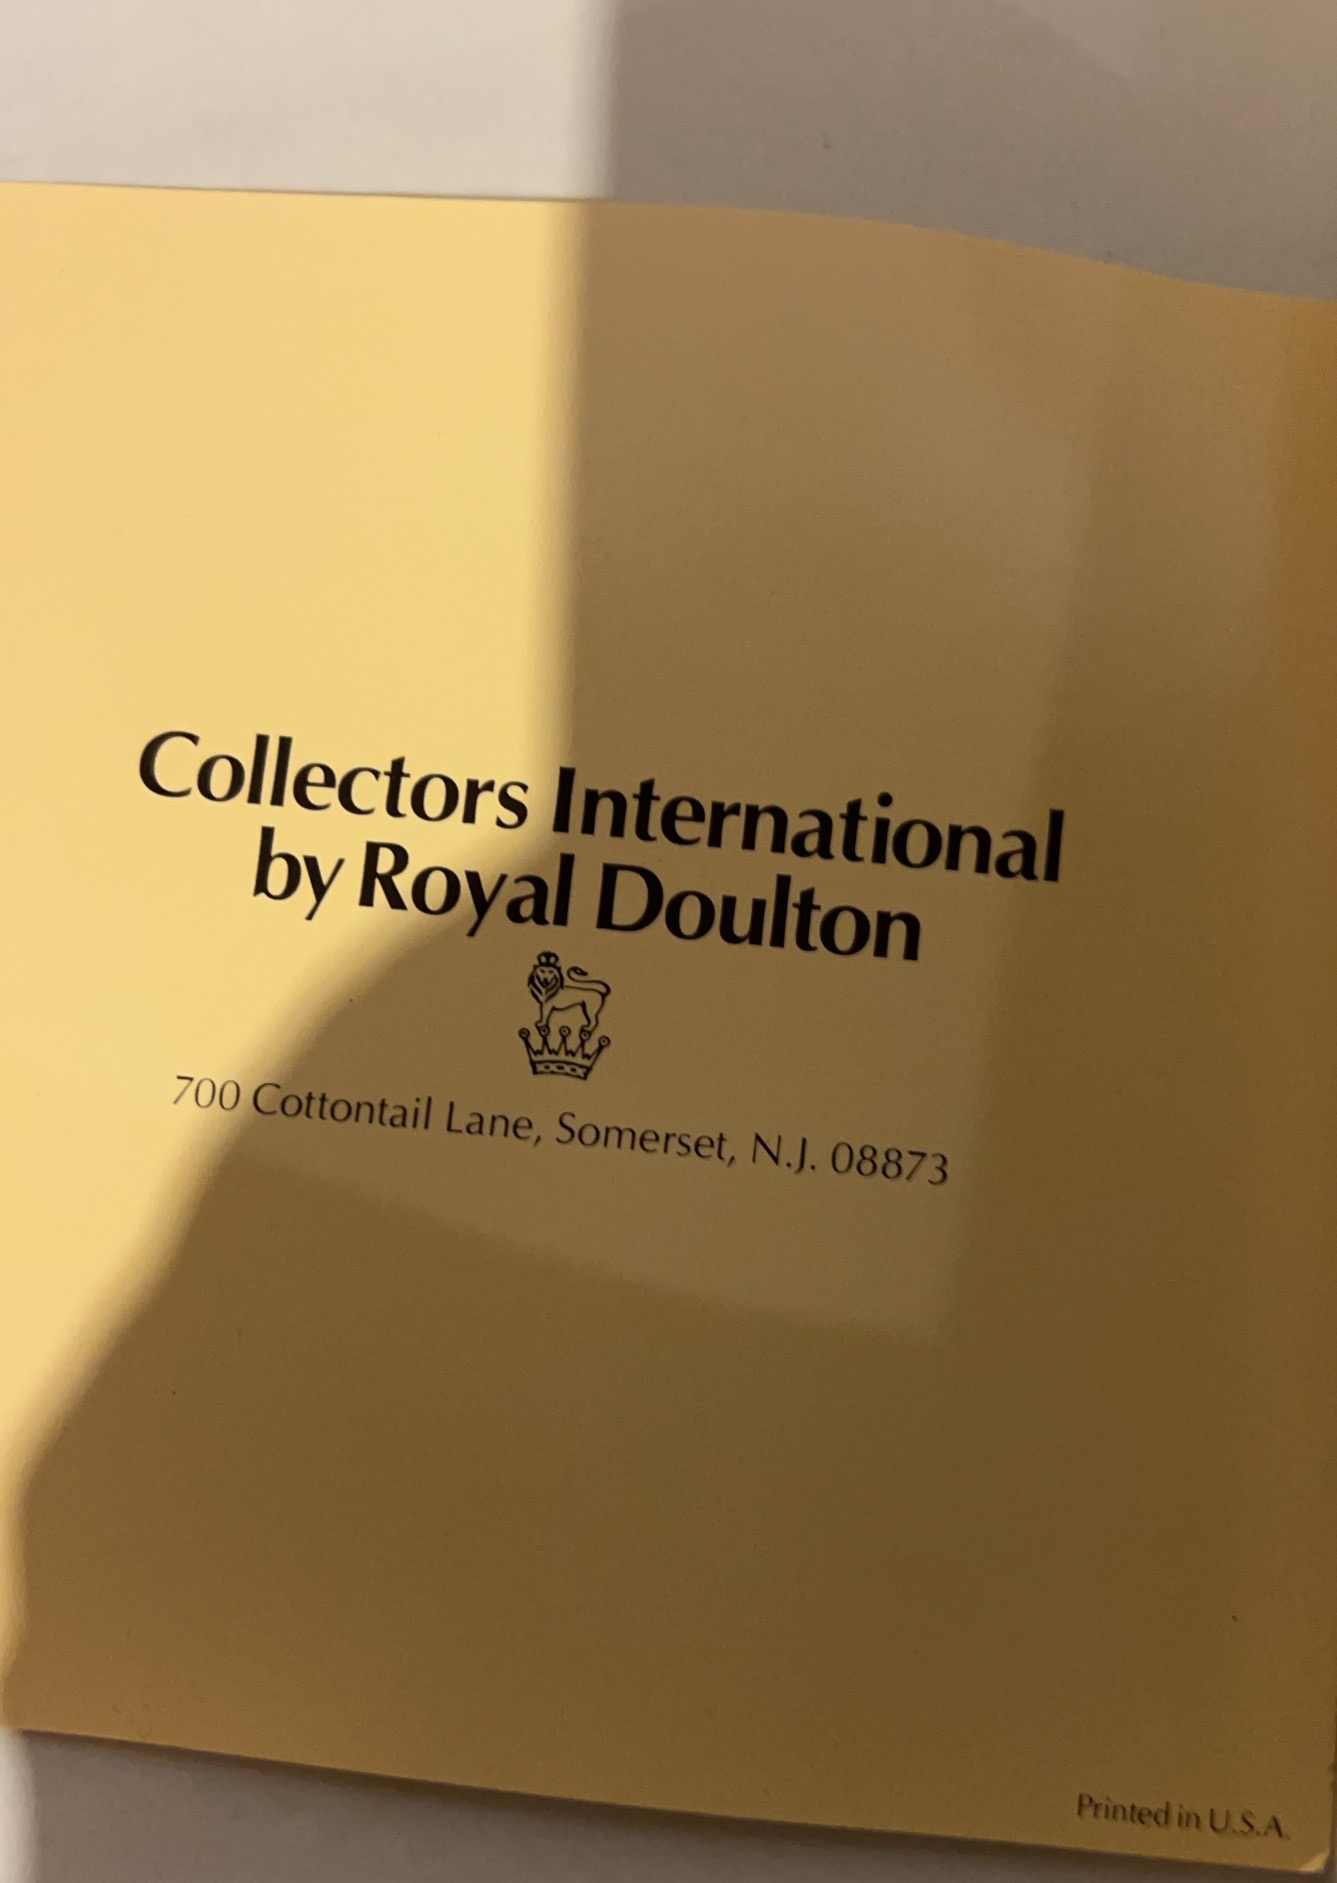 Collectors International
by Royal Doulton
700 Cottontail Lane, Somerset, N.J. 08873
Printed in U.S.A.